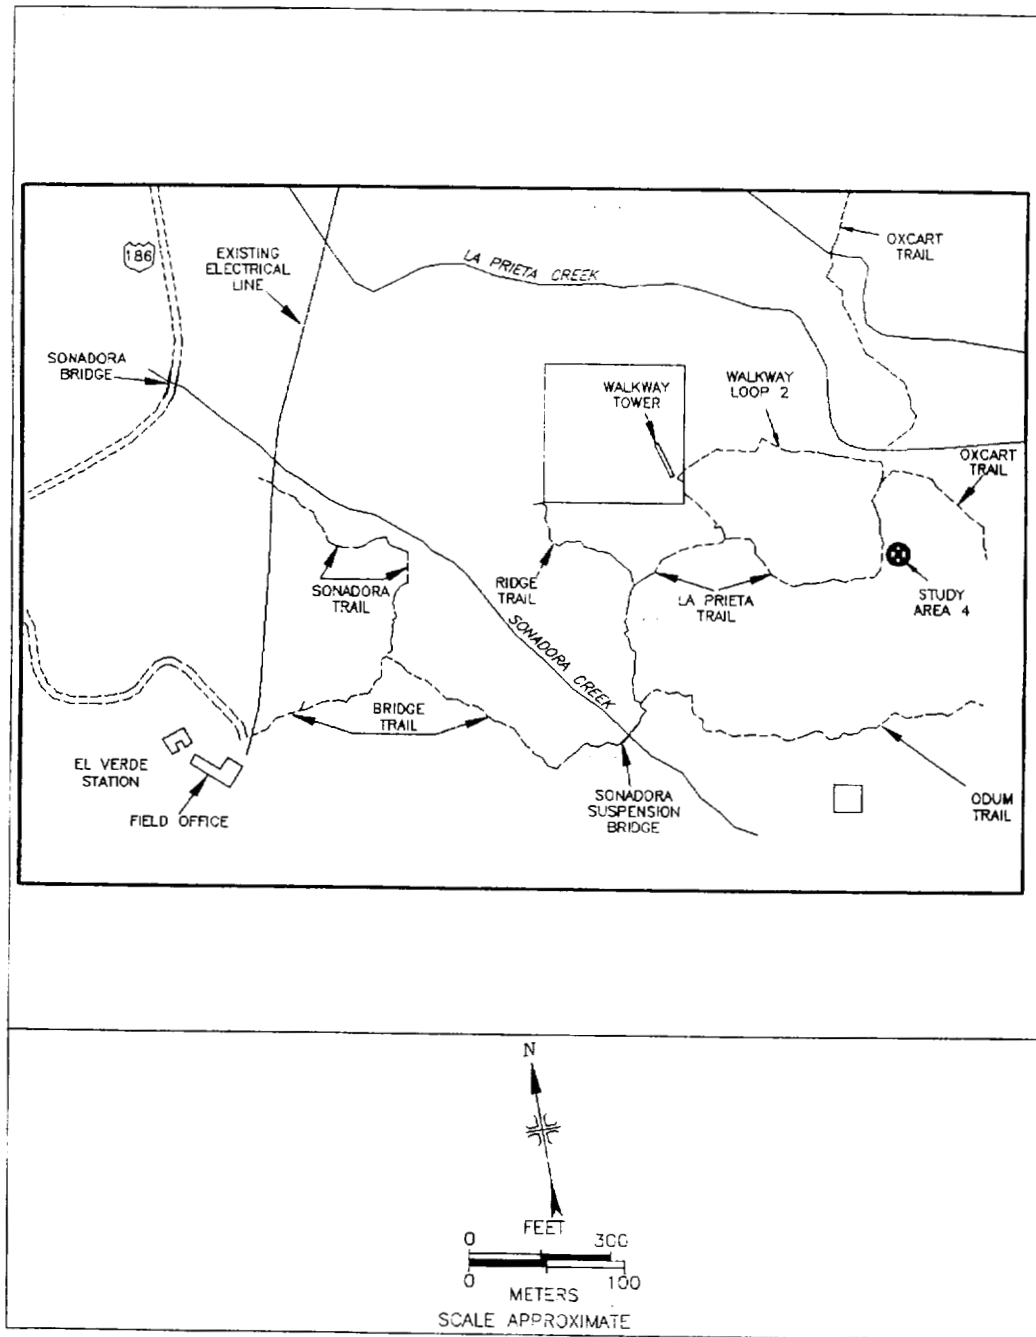 186
EXISTING
ELECTRICAL
LINE
LA PRIETA CREEK
OXCART
TRAIL
SONADORA
BRIDGE
WALKWAY
TOWER
WALKWAY
LOOP 2
OXCART
TRAIL
SONADORA
TRAIL
RIDGE
TRAIL
LA PRIETA
TRAIL
STUDY
AREA 4
SONADORA CREEK
BRIDGE
TRAIL
EL VERDE
STATION
FIELD OFFICE
SONADORA
SUSPENSION
BRIDGE
ODUM
TRAIL
N
FEET
0 300
0 100
METERS
SCALE APPROXIMATE